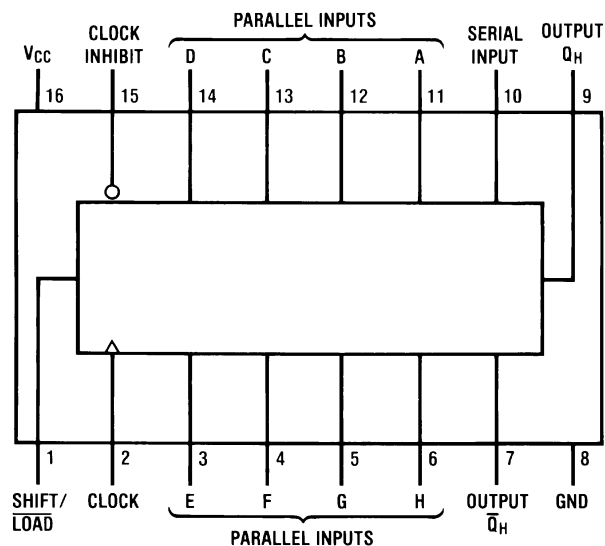 PARALLEL INPUTS
CLOCK SERIAL OUTPUT
VCC INHIBIT D C B A INPUT QH
16 15 14 13 12 11 10 9
1 2 3 4 5 6 7 8
SHIFT/ CLOCK E F G H OUTPUT GND
LOAD Q̅H
PARALLEL INPUTS